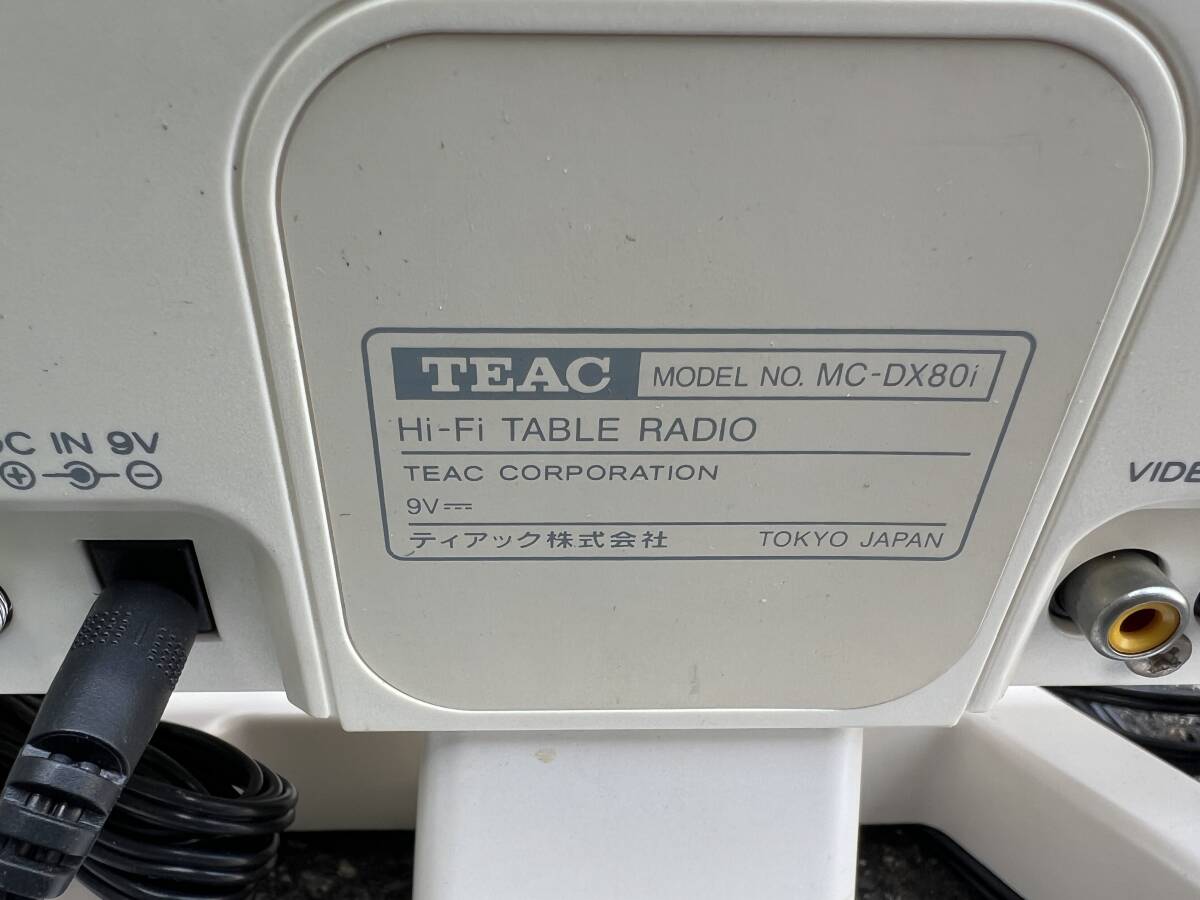 TEAC MODEL NO. MC-DX80i
Hi-Fi TABLE RADIO
TEAC CORPORATION
9V⎓
ティアック株式会社 TOKYO JAPAN
IN 9V